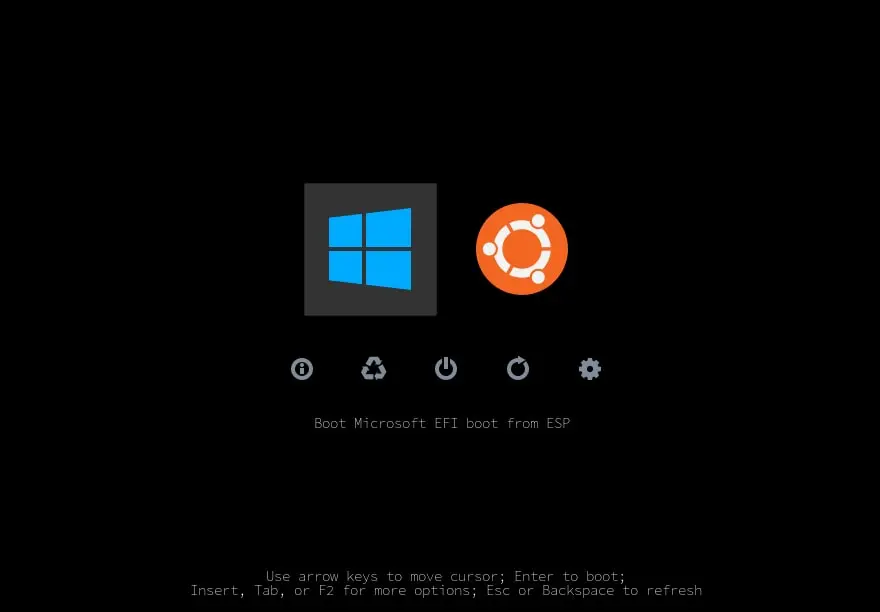 Boot Microsoft EFI boot from ESP
Use arrow keys to move cursor; Enter to boot;
Insert, Tab, or F2 for more options; Esc or Backspace to refresh